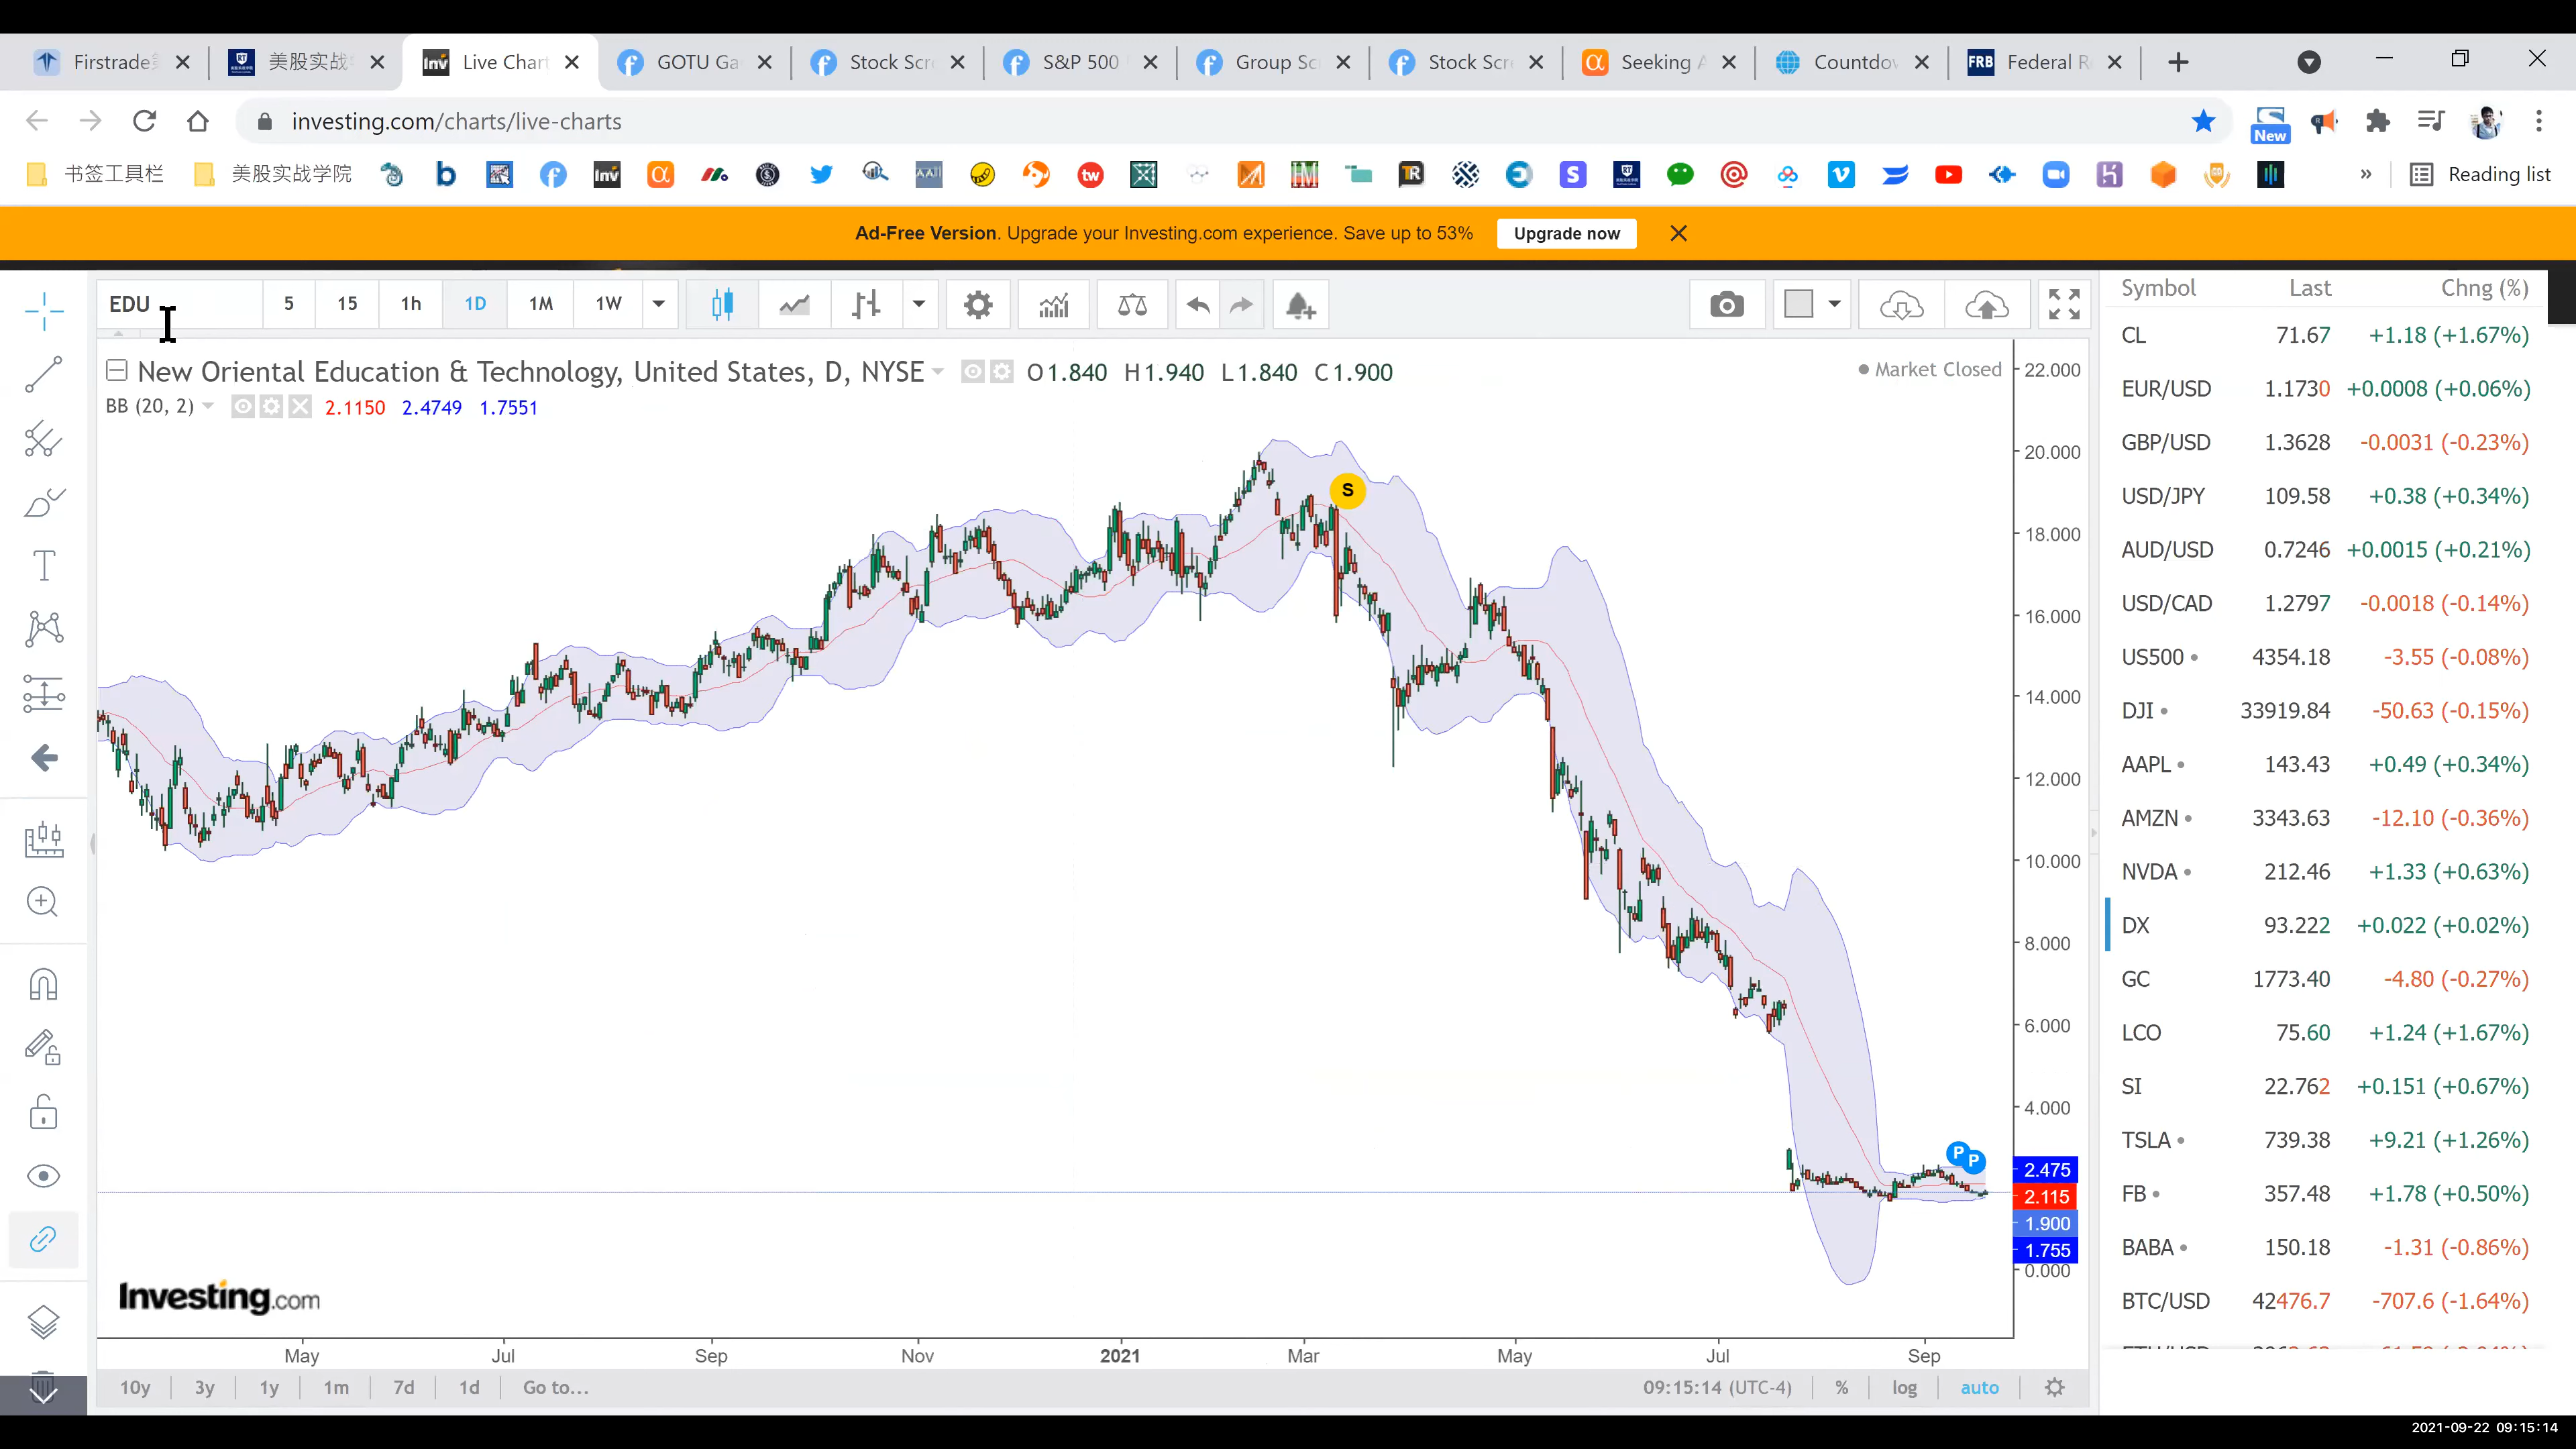 Firstrade
美股实战
Live Char
GOTU Ga
Stock Scr
S&P 500
Group Sc
Stock Scr
Seeking A
Countdov
FRB Federal R
investing.com/charts/live-charts
New
书签工具栏
美股实战学院
Reading list
Ad-Free Version. Upgrade your Investing.com experience. Save up to 53% Upgrade now
EDU 5 15 1h 1D 1M 1W
New Oriental Education & Technology, United States, D, NYSE O 1.840 H 1.940 L 1.840 C 1.900
Market Closed
BB (20, 2) 2.1150 2.4749 1.7551
S
P P
22.000
20.000
18.000
16.000
14.000
12.000
10.000
8.000
6.000
4.000
2.475
2.115
1.900
1.755
0.000
Investing.com
May Jul Sep Nov 2021 Mar May Jul Sep
10y 3y 1y 1m 7d 1d Go to... 09:15:14 (UTC-4) % log auto
Symbol Last Chng (%)
CL 71.67 +1.18 (+1.67%)
EUR/USD 1.1730 +0.0008 (+0.06%)
GBP/USD 1.3628 -0.0031 (-0.23%)
USD/JPY 109.58 +0.38 (+0.34%)
AUD/USD 0.7246 +0.0015 (+0.21%)
USD/CAD 1.2797 -0.0018 (-0.14%)
US500 4354.18 -3.55 (-0.08%)
DJI 33919.84 -50.63 (-0.15%)
AAPL 143.43 +0.49 (+0.34%)
AMZN 3343.63 -12.10 (-0.36%)
NVDA 212.46 +1.33 (+0.63%)
DX 93.222 +0.022 (+0.02%)
GC 1773.40 -4.80 (-0.27%)
LCO 75.60 +1.24 (+1.67%)
SI 22.762 +0.151 (+0.67%)
TSLA 739.38 +9.21 (+1.26%)
FB 357.48 +1.78 (+0.50%)
BABA 150.18 -1.31 (-0.86%)
BTC/USD 42476.7 -707.6 (-1.64%)
2021-09-22 09:15:14